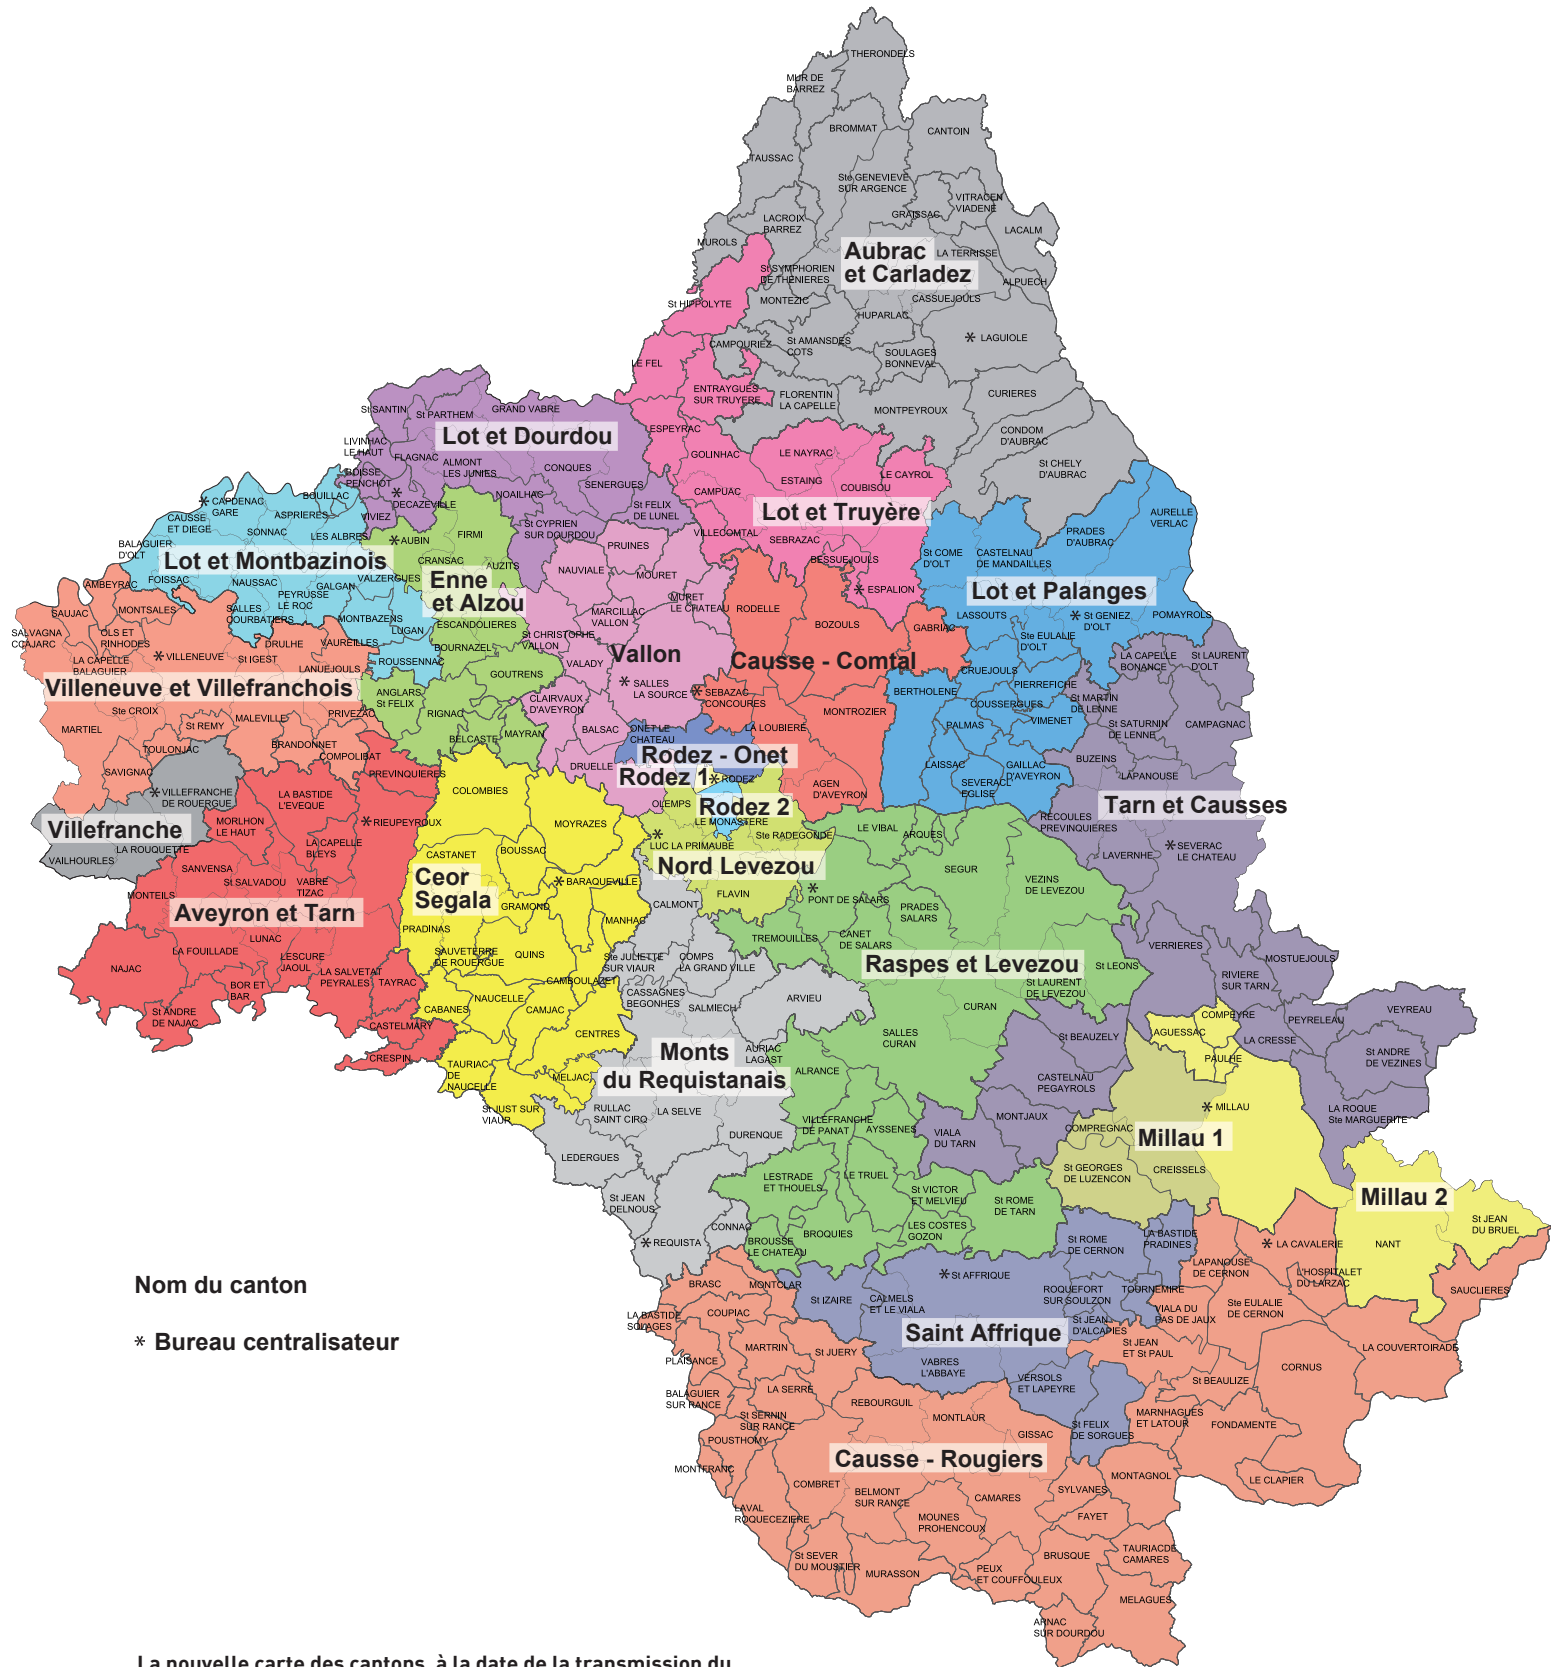 THERONDELS
MUR DE
BARREZ
BROMMAT
CANTOIN
TAUSSAC
Ste GENEVIEVE
SUR ARGENCE
VITRACEN
VIADENE
GRAISSAC
LACROIX
BARREZ
LACALM
MUROLS
Aubrac
et Carladez
LA TERRISSE
St SYMPHORIEN
DE THENIERES
ALPUECH
St HIPPOLYTE
MONTEZIC
CASSUEJOULS
HUPARLAC
CAMPOURIEZ
St AMANSDES
COTS
* LAGUIOLE
SOULAGES
BONNEVAL
LE FEL
ENTRAYGUES
SUR TRUYERE
FLORENTIN
LA CAPELLE
CURIERES
MONTPEYROUX
St SANTIN
St PARTHEM
GRAND VABRE
LESPEYRAC
CONDOM
D'AUBRAC
Lot et Dourdou
LIVINHAC
LE HAUT
FLAGNAC
ALMONT
LES JUNIES
CONQUES
GOLINHAC
LE NAYRAC
St CHELY
D'AUBRAC
BOISSE
PENCHOT
SENERGUES
ESTAING
COUBISOU
LE CAYROL
* CAPDENAC
GARE
BOUILLAC
*
DECAZEVILLE
NOAILHAC
CAMPUAC
St FELIX
DE LUNEL
Lot et Truyère
CAUSSE
ET DIEGE
ASPRIERES
VIVIEZ
St CYPRIEN
SUR DOURDOU
VILLECOMTAL
SEBRAZAC
AURELLE
VERLAC
PRADES
D'AUBRAC
SONNAC
LES ALBRES
* AUBIN
FIRMI
BALAGUIER
D'OLT
PRUINES
BESSUEJOULS
St COME
D'OLT
CASTELNAU
DE MANDAILLES
Lot et Montbazinois
CRANSAC
AUZITS
NAUVIALE
MOURET
FOISSAC
NAUSSAC
GALGAN
VALZERGUES
Enne
et Alzou
* ESPALION
Lot et Palanges
AMBEYRAC
PEYRUSSE
LE ROC
MURET
LE CHATEAU
RODELLE
SAUJAC
MONTSALES
SALLES
COURBATIERS
MONTBAZENS
MARCILLAC
VALLON
BOZOULS
GABRIAC
LASSOUTS
* St GENIEZ
D'OLT
POMAYROLS
SALVAGNA
CCAJARC
OLS ET
RINHODES
DRULHE
VAUREILLES
LUGAN
ESCANDOLIERES
St CHRISTOPHE
VALLON
Ste EULALIE
D'OLT
LA CAPELLE
BALAGUIER
* VILLENEUVE
St IGEST
BOURNAZEL
Vallon
VALADY
Causse - Comtal
CRUEJOULS
LA CAPELLE
BONANCE
St LAURENT
D'OLT
LANUEJOULS
ROUSSENNAC
GOUTRENS
* SALLES
LA SOURCE
* SEBAZAC
CONCOURES
BERTHOLENE
PIERREFICHE
Villeneuve et Villefranchois
ANGLARS
St FELIX
CLAIRVAUX
D'AVEYRON
COUSSERGUES
St MARTIN
DE LENNE
Ste CROIX
PRIVEZAC
RIGNAC
MONTROZIER
MARTIEL
St REMY
MALEVILLE
BALSAC
ONET LE
CHATEAU
LA LOUBIERE
PALMAS
VIMENET
St SATURNIN
DE LENNE
CAMPAGNAC
TOULONJAC
BRANDONNET
BELCASTE
MAYRAN
Rodez - Onet
COMPOLIBAT
DRUELLE
LAISSAC
GAILLAC
D'AVEYRON
BUZEINS
SAVIGNAC
PREVINQUIERES
Rodez 1
* RODEZ
AGEN
D'AVEYRON
SEVERACL
EGLISE
LAPANOUSE
* VILLEFRANCHE
DE ROUERGUE
LA BASTIDE
L'EVEQUE
COLOMBIES
OLEMPS
Rodez 2
Tarn et Causses
Villefranche
MORLHON
LE HAUT
* RIEUPEYROUX
MOYRAZES
LE MONASTERE
Ste RADEGONDE
LE VIBAL
ARQUES
RECOULES
PREVINQUIERES
LA ROUQUETTE
LA CAPELLE
BLEYS
BOUSSAC
*
LUC LA PRIMAUBE
* SEVERAC
LE CHATEAU
VAILHOURLES
SANVENSA
CASTANET
Nord Levezou
SEGUR
LAVERNHE
St SALVADOU
VABRE
TIZAC
Ceor
Segala
* BARAQUEVILLE
FLAVIN
*
PONT DE SALARS
VEZINS
DE LEVEZOU
MONTEILS
Aveyron et Tarn
GRAMOND
MANHAC
CALMONT
PRADES
SALARS
PRADINAS
LUNAC
TREMOUILLES
CANET
DE SALARS
VERRIERES
LA FOUILLADE
LESCURE
JAOUL
SAUVETERRE
DE ROUERGUE
QUINS
Ste JULIETTE
SUR VIAUR
COMPS
LA GRAND VILLE
Raspes et Levezou
St LEONS
MOSTUEJOULS
NAJAC
LA SALVETAT
PEYRALES
TAYRAC
CAMBOULAZET
RIVIERE
SUR TARN
BOR ET
BAR
CASSAGNES
BEGONHES
ARVIEU
St LAURENT
DE LEVEZOU
St ANDRE
DE NAJAC
NAUCELLE
CABANES
CAMJAC
SALMIECH
CURAN
COMPEYRE
PEYRELEAU
VEYREAU
CASTELMARY
CENTRES
SALLES
CURAN
St BEAUZELY
AGUESSAC
LA CRESSE
CRESPIN
Monts
du Requistanais
AURIAC
LAGAST
PAULHE
St ANDRE
DE VEZINES
TAURIAC
DE
NAUCELLE
MELJAC
ALRANCE
CASTELNAU
PEGAYROLS
St JUST SUR
VIAUR
RULLAC
SAINT CIRQ
LA SELVE
VILLEFRANCHE
DE PANAT
AYSSENES
MONTJAUX
* MILLAU
LA ROQUE
Ste MARGUERITE
DURENQUE
VIALA
DU TARN
COMPREGNAC
Millau 1
LEDERGUES
St GEORGES
DE LUZENCON
CREISSELS
LESTRADE
ET THOUELS
LE TRUEL
St JEAN
DELNOUS
St VICTOR
ET MELVIEU
St ROME
DE TARN
Millau 2
CONNAC
BROQUIES
LES COSTES
GOZON
St JEAN
DU BRUEL
* REQUISTA
BROUSSE
LE CHATEAU
St ROME
DE CERNON
LA BASTIDE
PRADINES
* LA CAVALERIE
NANT
Nom du canton
BRASC
MONTCLAR
* St AFFRIQUE
LAPANOUSE
DE CERNON
L'HOSPITALET
DU LARZAC
St IZAIRE
CALMELS
ET LE VIALA
ROQUEFORT
SUR SOULZON
TOURNEMIRE
SAUCLIERES
LA BASTIDE
SOLAGES
COUPIAC
VIALA DU
PAS DE JAUX
Ste EULALIE
DE CERNON
* Bureau centralisateur
Saint Affrique
St JEAN
D'ALCAPIES
MARTRIN
St JUERY
St JEAN
ET St PAUL
LA COUVERTOIRADE
PLAISANCE
VABRES
L'ABBAYE
CORNUS
LA SERRE
VERSOLS
ET LAPEYRE
St BEAULIZE
BALAGUIER
SUR RANCE
REBOURGUIL
St SERNIN
SUR RANCE
MONTLAUR
St FELIX
DE SORGUES
MARNHAGUES
ET LATOUR
FONDAMENTE
POUSTHOMY
GISSAC
Causse - Rougiers
MONTFRANC
MONTAGNOL
LE CLAPIER
COMBRET
BELMONT
SUR RANCE
CAMARES
SYLVANES
LAVAL
ROQUECEZIERE
MOUNES
PROHENCOUX
FAYET
St SEVER
DU MOUSTIER
BRUSQUE
TAURIACDE
CAMARES
MURASSON
PEUX
ET COUFFOULEUX
MELAGUES
ARNAC
SUR DOURDOU
La nouvelle carte des cantons, à la date de la transmission du